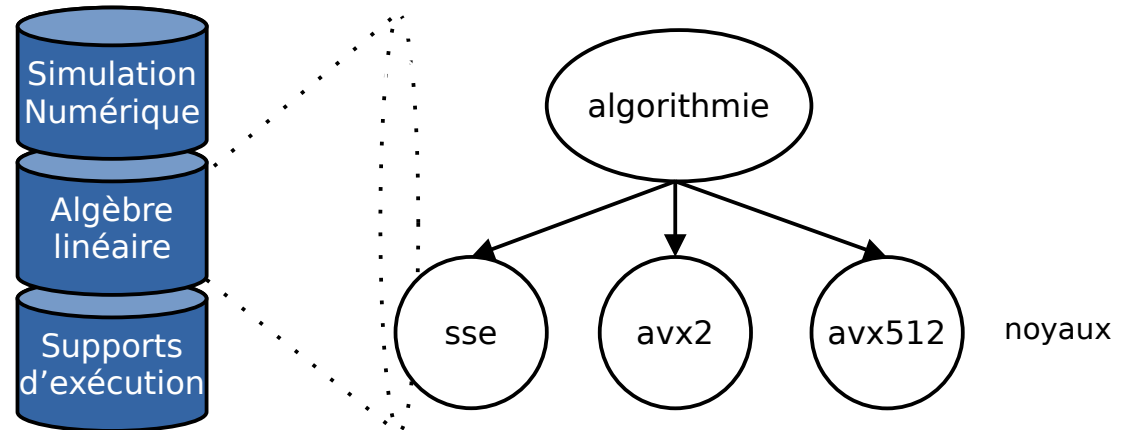 Simulation
Numérique
Algèbre
linéaire
Supports
d’exécution
algorithmie
sse
avx2
avx512
noyaux